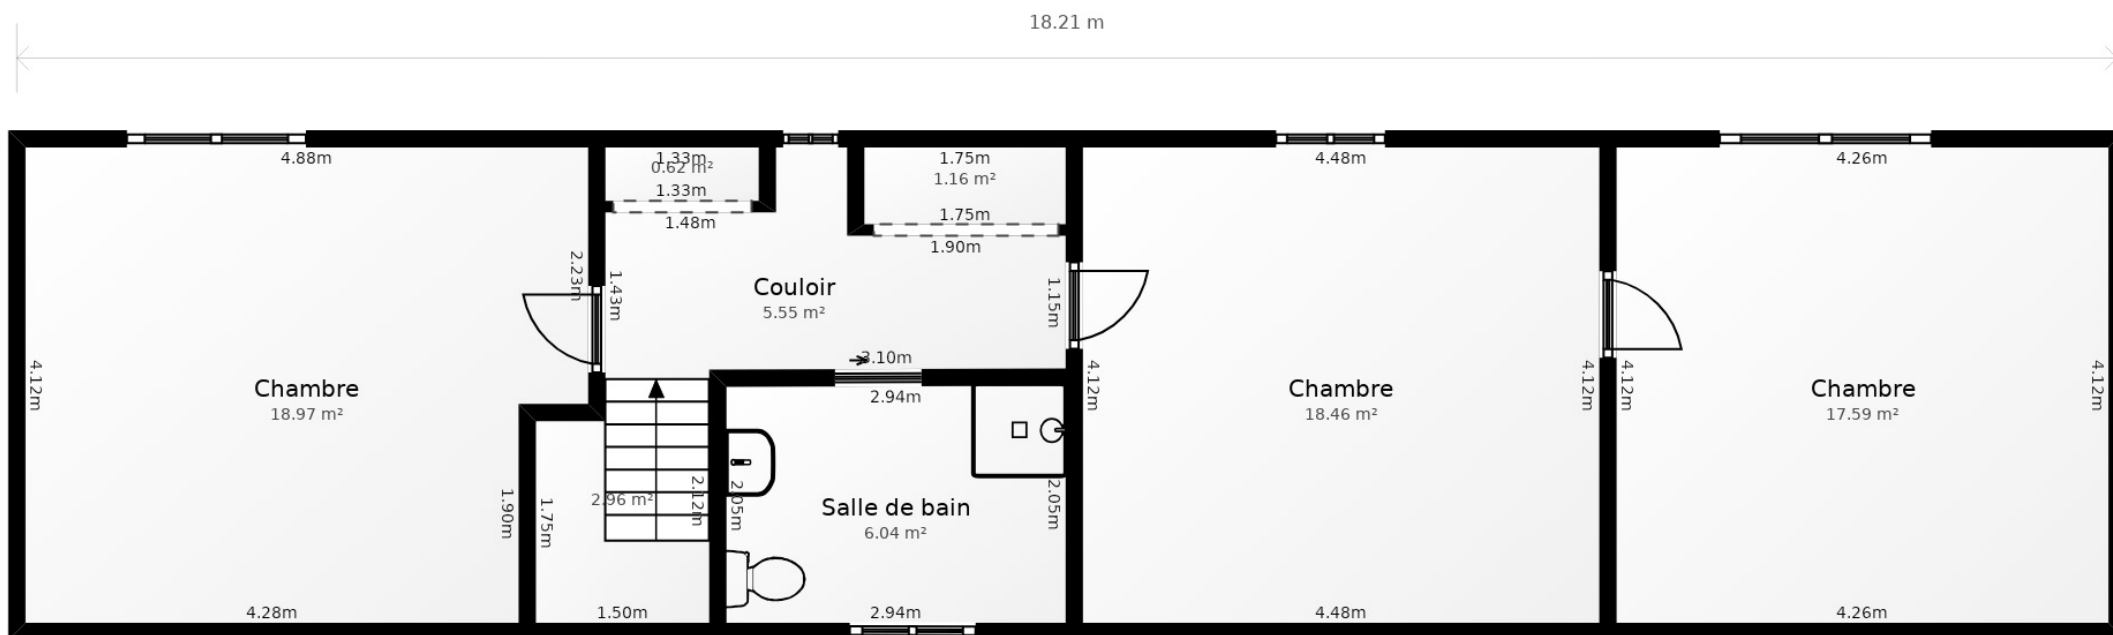 18.21 m
4.88m
1.33m
0.62 m²
1.33m
1.48m
1.75m
1.16 m²
1.75m
1.90m
4.48m
4.26m
2.23m
1.43m
Couloir
5.55 m²
1.15m
3.10m
4.12m
Chambre
18.97 m²
2.94m
4.12m
Chambre
18.46 m²
4.12m
4.12m
Chambre
17.59 m²
4.12m
1.90m
1.75m
2.96 m²
2.12m
2.05m
Salle de bain
6.04 m²
2.05m
4.28m
1.50m
2.94m
4.48m
4.26m